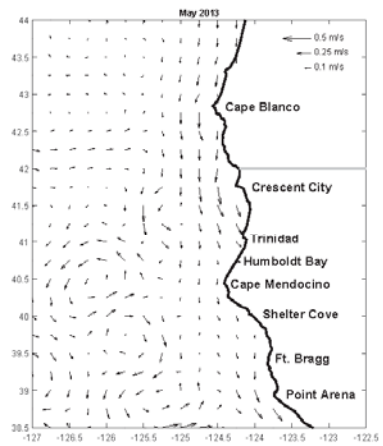 May 2013
44
0.5 m/s
43.5
0.25 m/s
0.1 m/s
43
Cape Blanco
42.5
42
Crescent City
41.5
41
Trinidad
Humboldt Bay
40.5
Cape Mendocino
40
Shelter Cove
39.5
Ft. Bragg
39
Point Arena
38.5
-127 -126.5 -126 -125.5 -125 -124.5 -124 -123.5 -123 -122.5